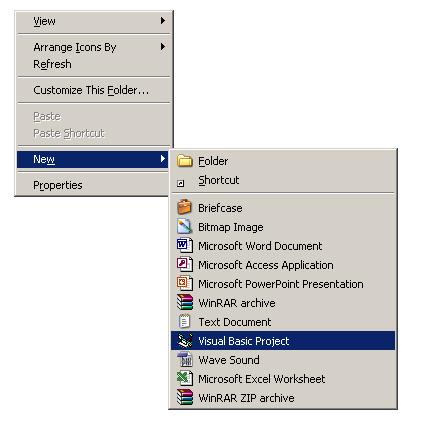 View
Arrange Icons By
Refresh
Customize This Folder...
Paste
Paste Shortcut
New
Properties
Folder
Shortcut
Briefcase
Bitmap Image
Microsoft Word Document
Microsoft Access Application
Microsoft PowerPoint Presentation
WinRAR archive
Text Document
Visual Basic Project
Wave Sound
Microsoft Excel Worksheet
WinRAR ZIP archive